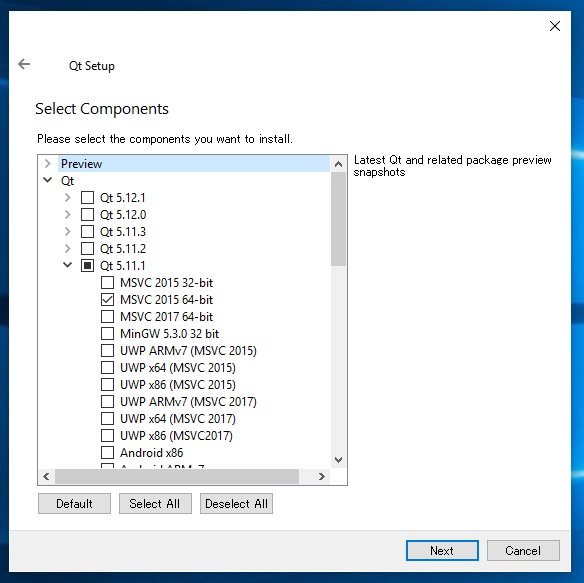 Qt Setup
Select Components
Please select the components you want to install.
Preview
Qt
Qt 5.12.1
Qt 5.12.0
Qt 5.11.3
Qt 5.11.2
Qt 5.11.1
MSVC 2015 32-bit
MSVC 2015 64-bit
MSVC 2017 64-bit
MinGW 5.3.0 32 bit
UWP ARMv7 (MSVC 2015)
UWP x64 (MSVC 2015)
UWP x86 (MSVC 2015)
UWP ARMv7 (MSVC 2017)
UWP x64 (MSVC 2017)
UWP x86 (MSVC2017)
Android x86
Android ARMv7
Latest Qt and related package preview
snapshots
Default Select All Deselect All
Next Cancel